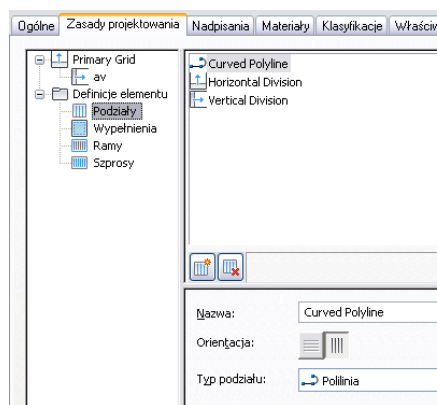 Ogólne Zasady projektowania Nadpisania Materiały Klasyfikacje
Primary Grid
av
Definicje elementu
Podziały
Wypełnienia
Ramy
Szprosy
Curved Polyline
Horizontal Division
Vertical Division
Nazwa: Curved Polyline
Orientacja:
Typ podziału: Polilinia